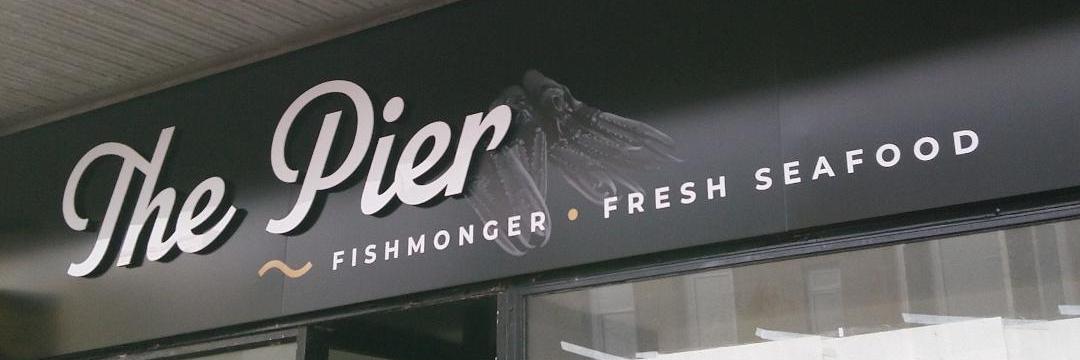 The Pier
FISHMONGER • FRESH SEAFOOD